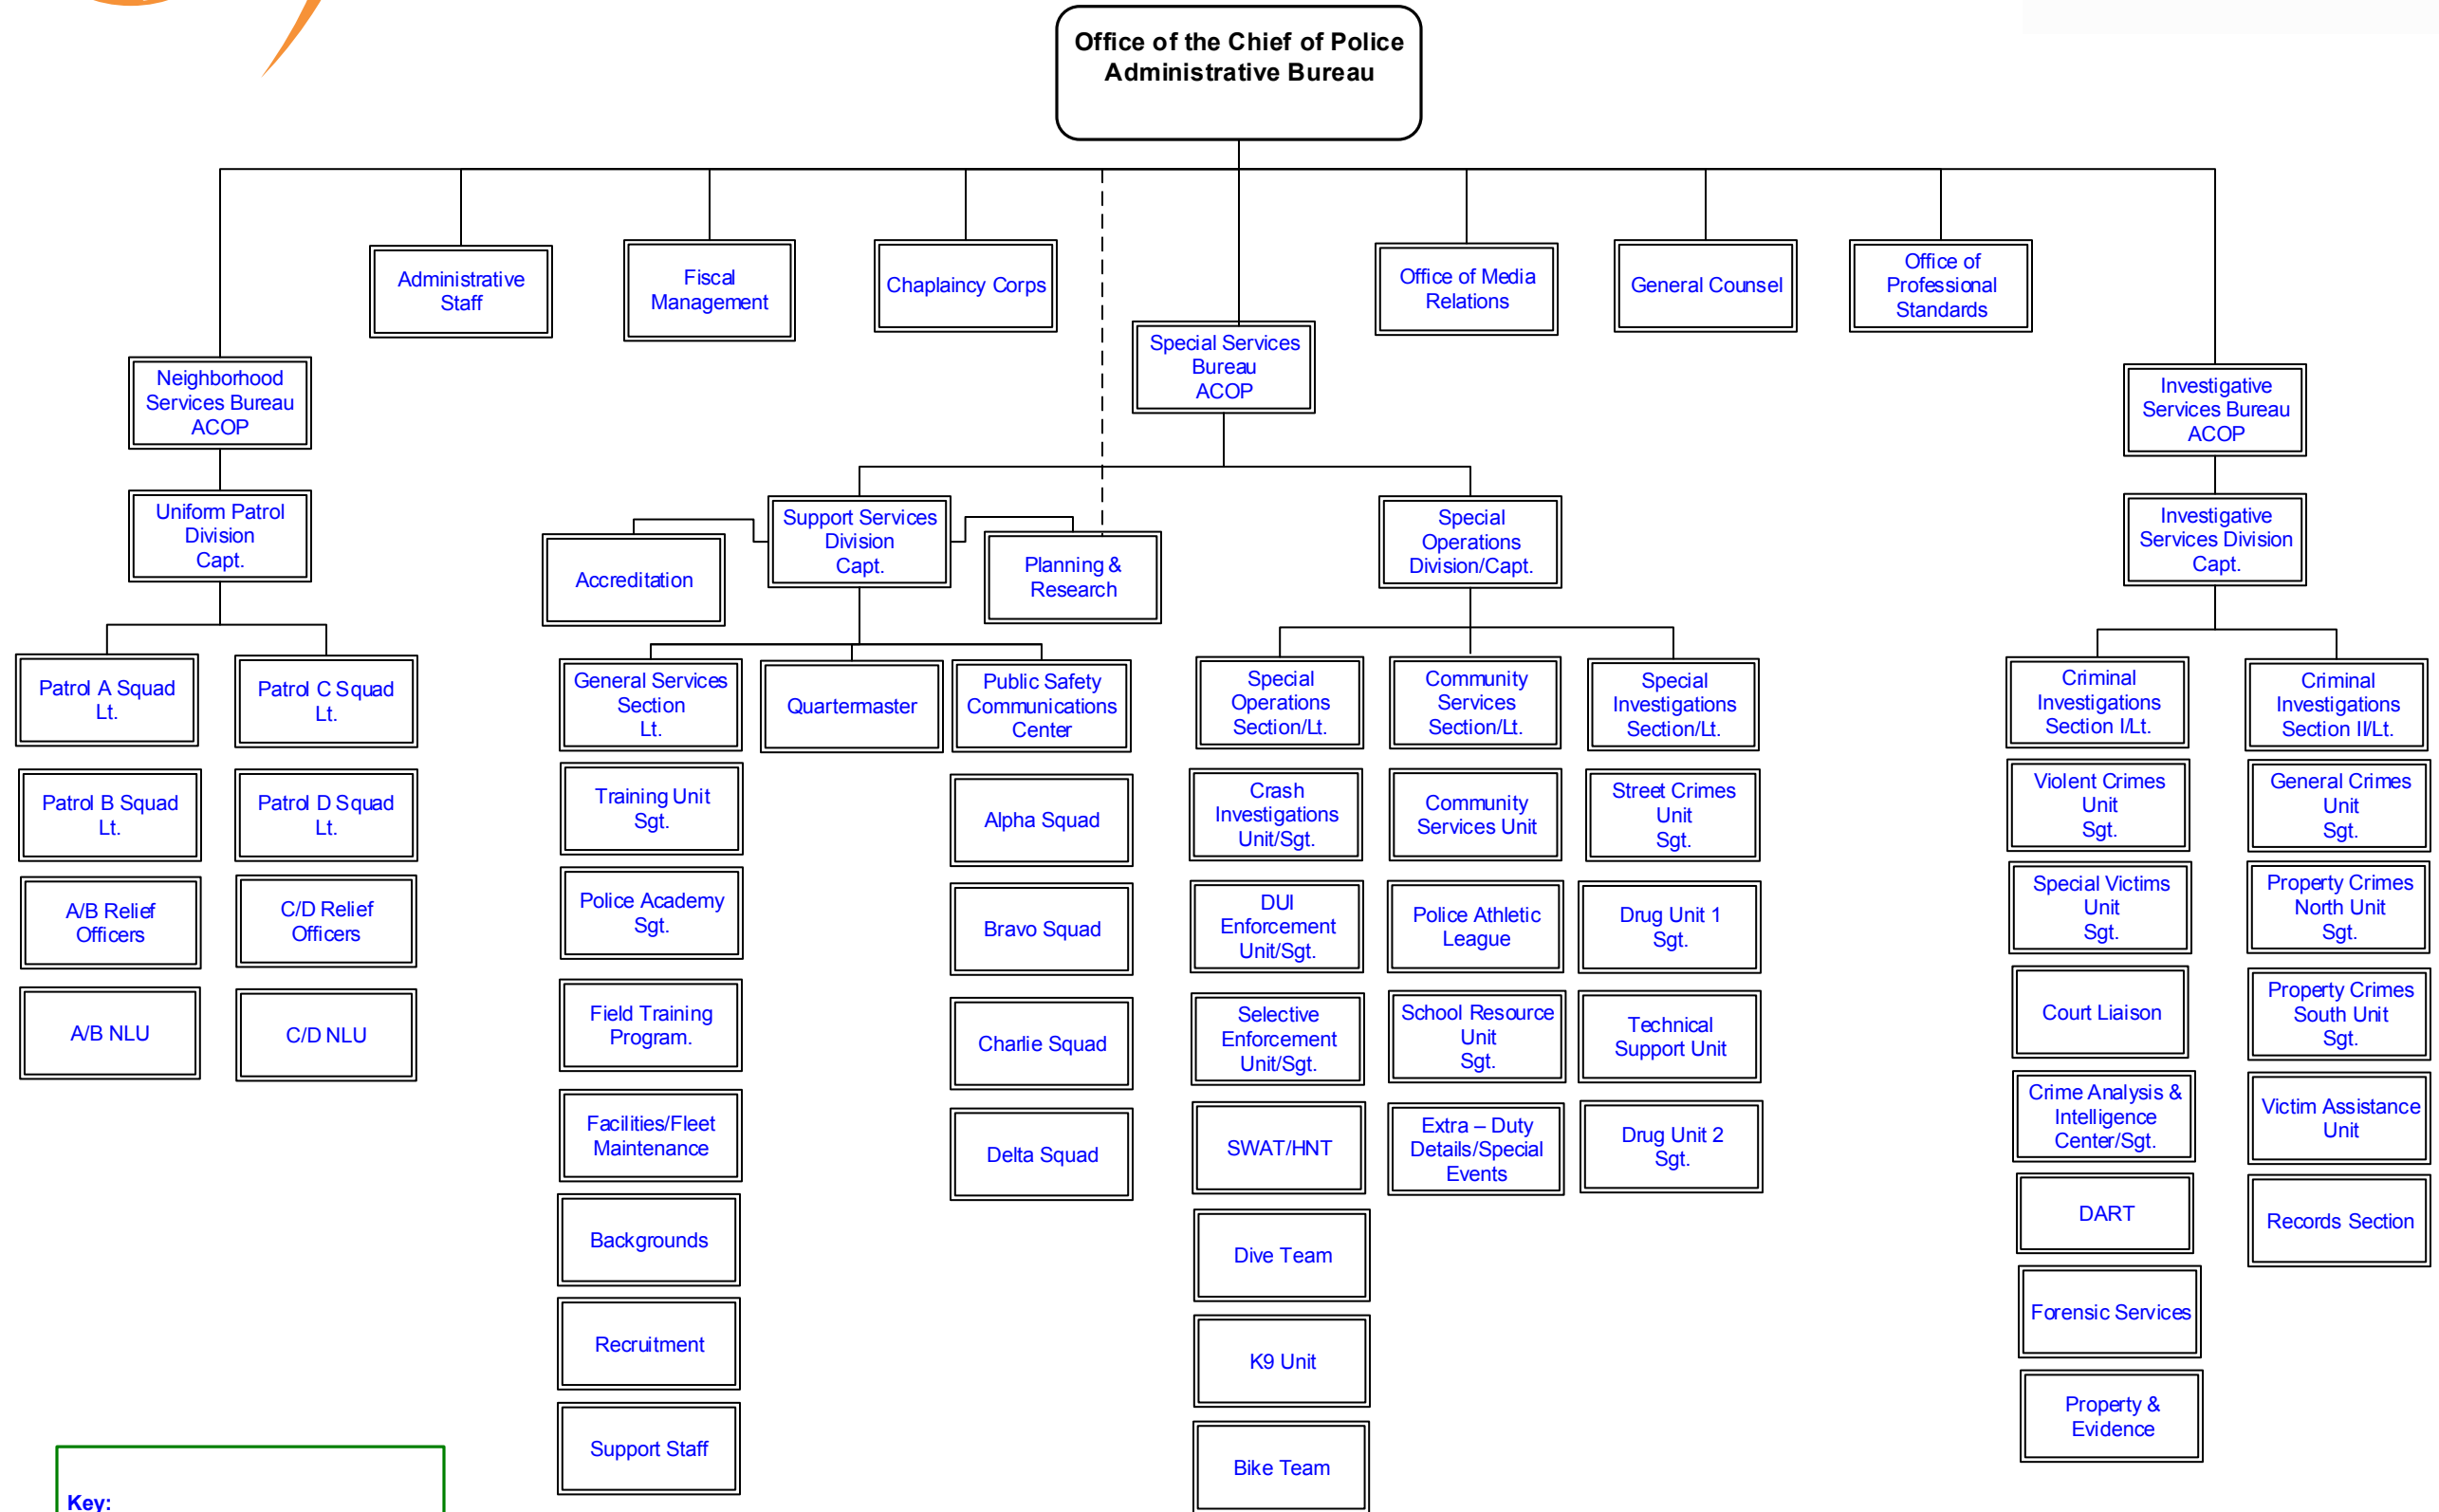 Office of the Chief of Police
Administrative Bureau
Administrative
Staff
Fiscal
Management
Chaplaincy Corps
Office of Media
Relations
General Counsel
Office of
Professional
Standards
Neighborhood
Services Bureau
ACOP
Special Services
Bureau
ACOP
Investigative
Services Bureau
ACOP
Uniform Patrol
Division
Capt.
Accreditation
Support Services
Division
Capt.
Planning &
Research
Special
Operations
Division/Capt.
Investigative
Services Division
Capt.
Patrol A Squad
Lt.
Patrol B Squad
Lt.
A/B Relief
Officers
A/B NLU
Patrol C Squad
Lt.
Patrol D Squad
Lt.
C/D Relief
Officers
C/D NLU
General Services
Section
Lt.
Training Unit
Sgt.
Police Academy
Sgt.
Field Training
Program.
Facilities/Fleet
Maintenance
Backgrounds
Recruitment
Support Staff
Quartermaster
Public Safety
Communications
Center
Alpha Squad
Bravo Squad
Charlie Squad
Delta Squad
Special
Operations
Section/Lt.
Crash
Investigations
Unit/Sgt.
DUI
Enforcement
Unit/Sgt.
Selective
Enforcement
Unit/Sgt.
SWAT/HNT
Dive Team
K9 Unit
Bike Team
Community
Services
Section/Lt.
Community
Services Unit
Police Athletic
League
School Resource
Unit
Sgt.
Extra – Duty
Details/Special
Events
Special
Investigations
Section/Lt.
Street Crimes
Unit
Sgt.
Drug Unit 1
Sgt.
Technical
Support Unit
Drug Unit 2
Sgt.
Criminal
Investigations
Section I/Lt.
Violent Crimes
Unit
Sgt.
Special Victims
Unit
Sgt.
Court Liaison
Crime Analysis &
Intelligence
Center/Sgt.
DART
Forensic Services
Property &
Evidence
Criminal
Investigations
Section II/Lt.
General Crimes
Unit
Sgt.
Property Crimes
North Unit
Sgt.
Property Crimes
South Unit
Sgt.
Victim Assistance
Unit
Records Section
Key: